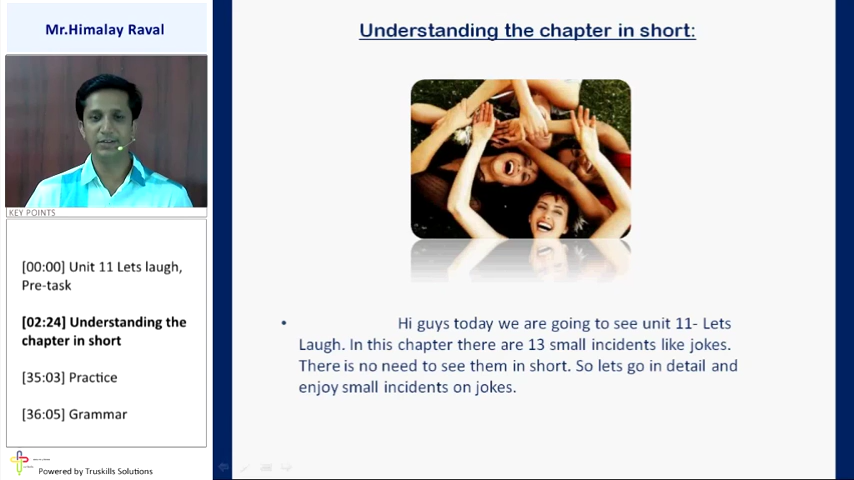 Mr.Himalay Raval
KEY POINTS
[00:00] Unit 11 Lets laugh,
Pre-task
[02:24] Understanding the
chapter in short
[35:03] Practice
[36:05] Grammar
Powered by Truskills Solutions
Understanding the chapter in short:
• Hi guys today we are going to see unit 11- Lets
Laugh. In this chapter there are 13 small incidents like jokes.
There is no need to see them in short. So lets go in detail and
enjoy small incidents on jokes.